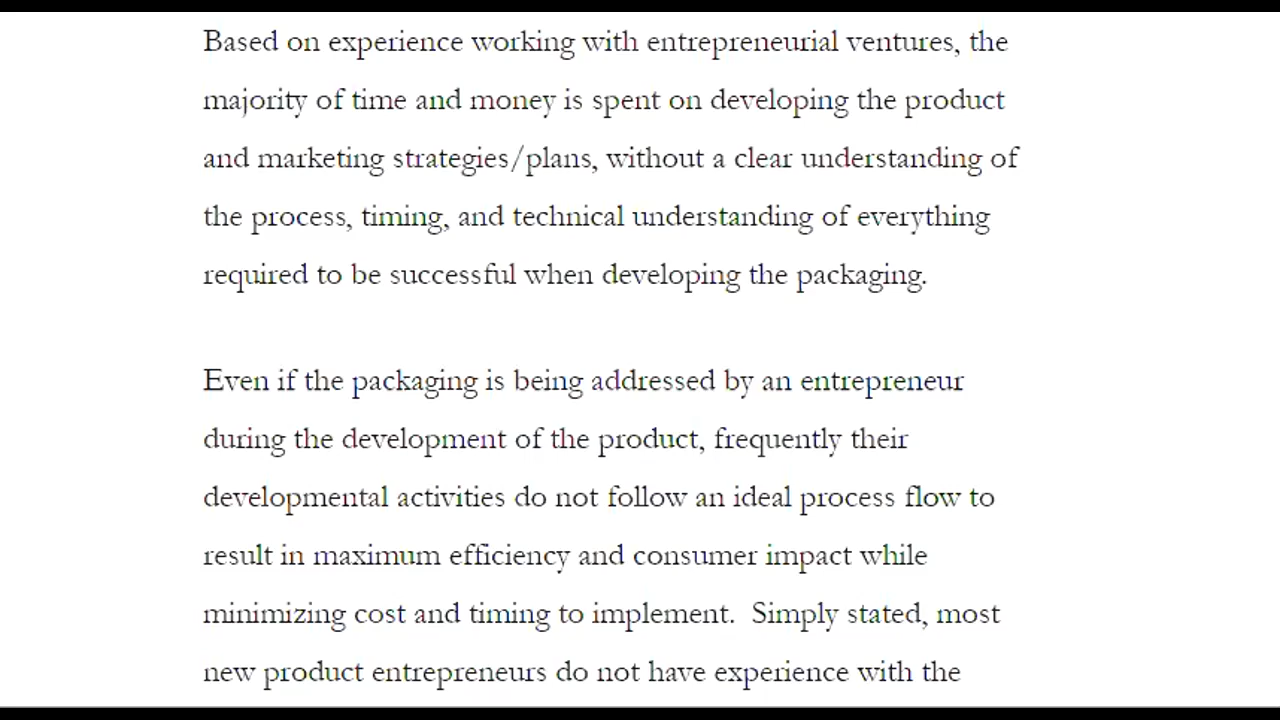 Based on experience working with entrepreneurial ventures, the
majority of time and money is spent on developing the product
and marketing strategies/plans, without a clear understanding of
the process, timing, and technical understanding of everything
required to be successful when developing the packaging.
Even if the packaging is being addressed by an entrepreneur
during the development of the product, frequently their
developmental activities do not follow an ideal process flow to
result in maximum efficiency and consumer impact while
minimizing cost and timing to implement.  Simply stated, most
new product entrepreneurs do not have experience with the